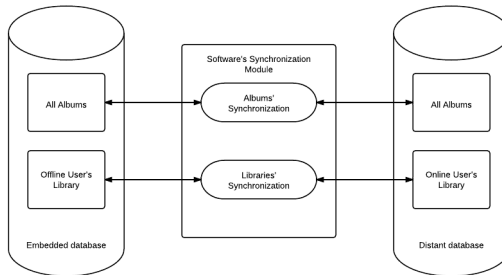 Software's Synchronization
Module
All Albums
Albums'
Synchronization
All Albums
Offline User's
Library
Libraries'
Synchronization
Online User's
Library
Embedded database
Distant database